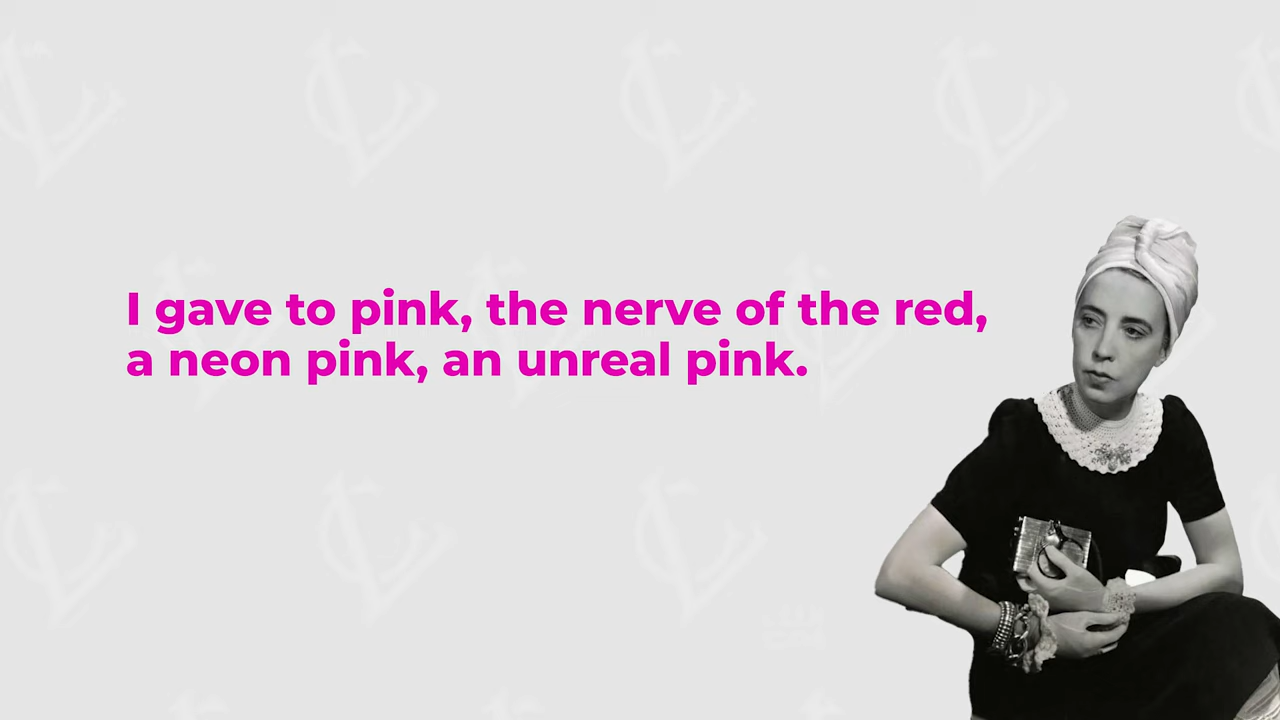 I gave to pink, the nerve of the red,
a neon pink, an unreal pink.